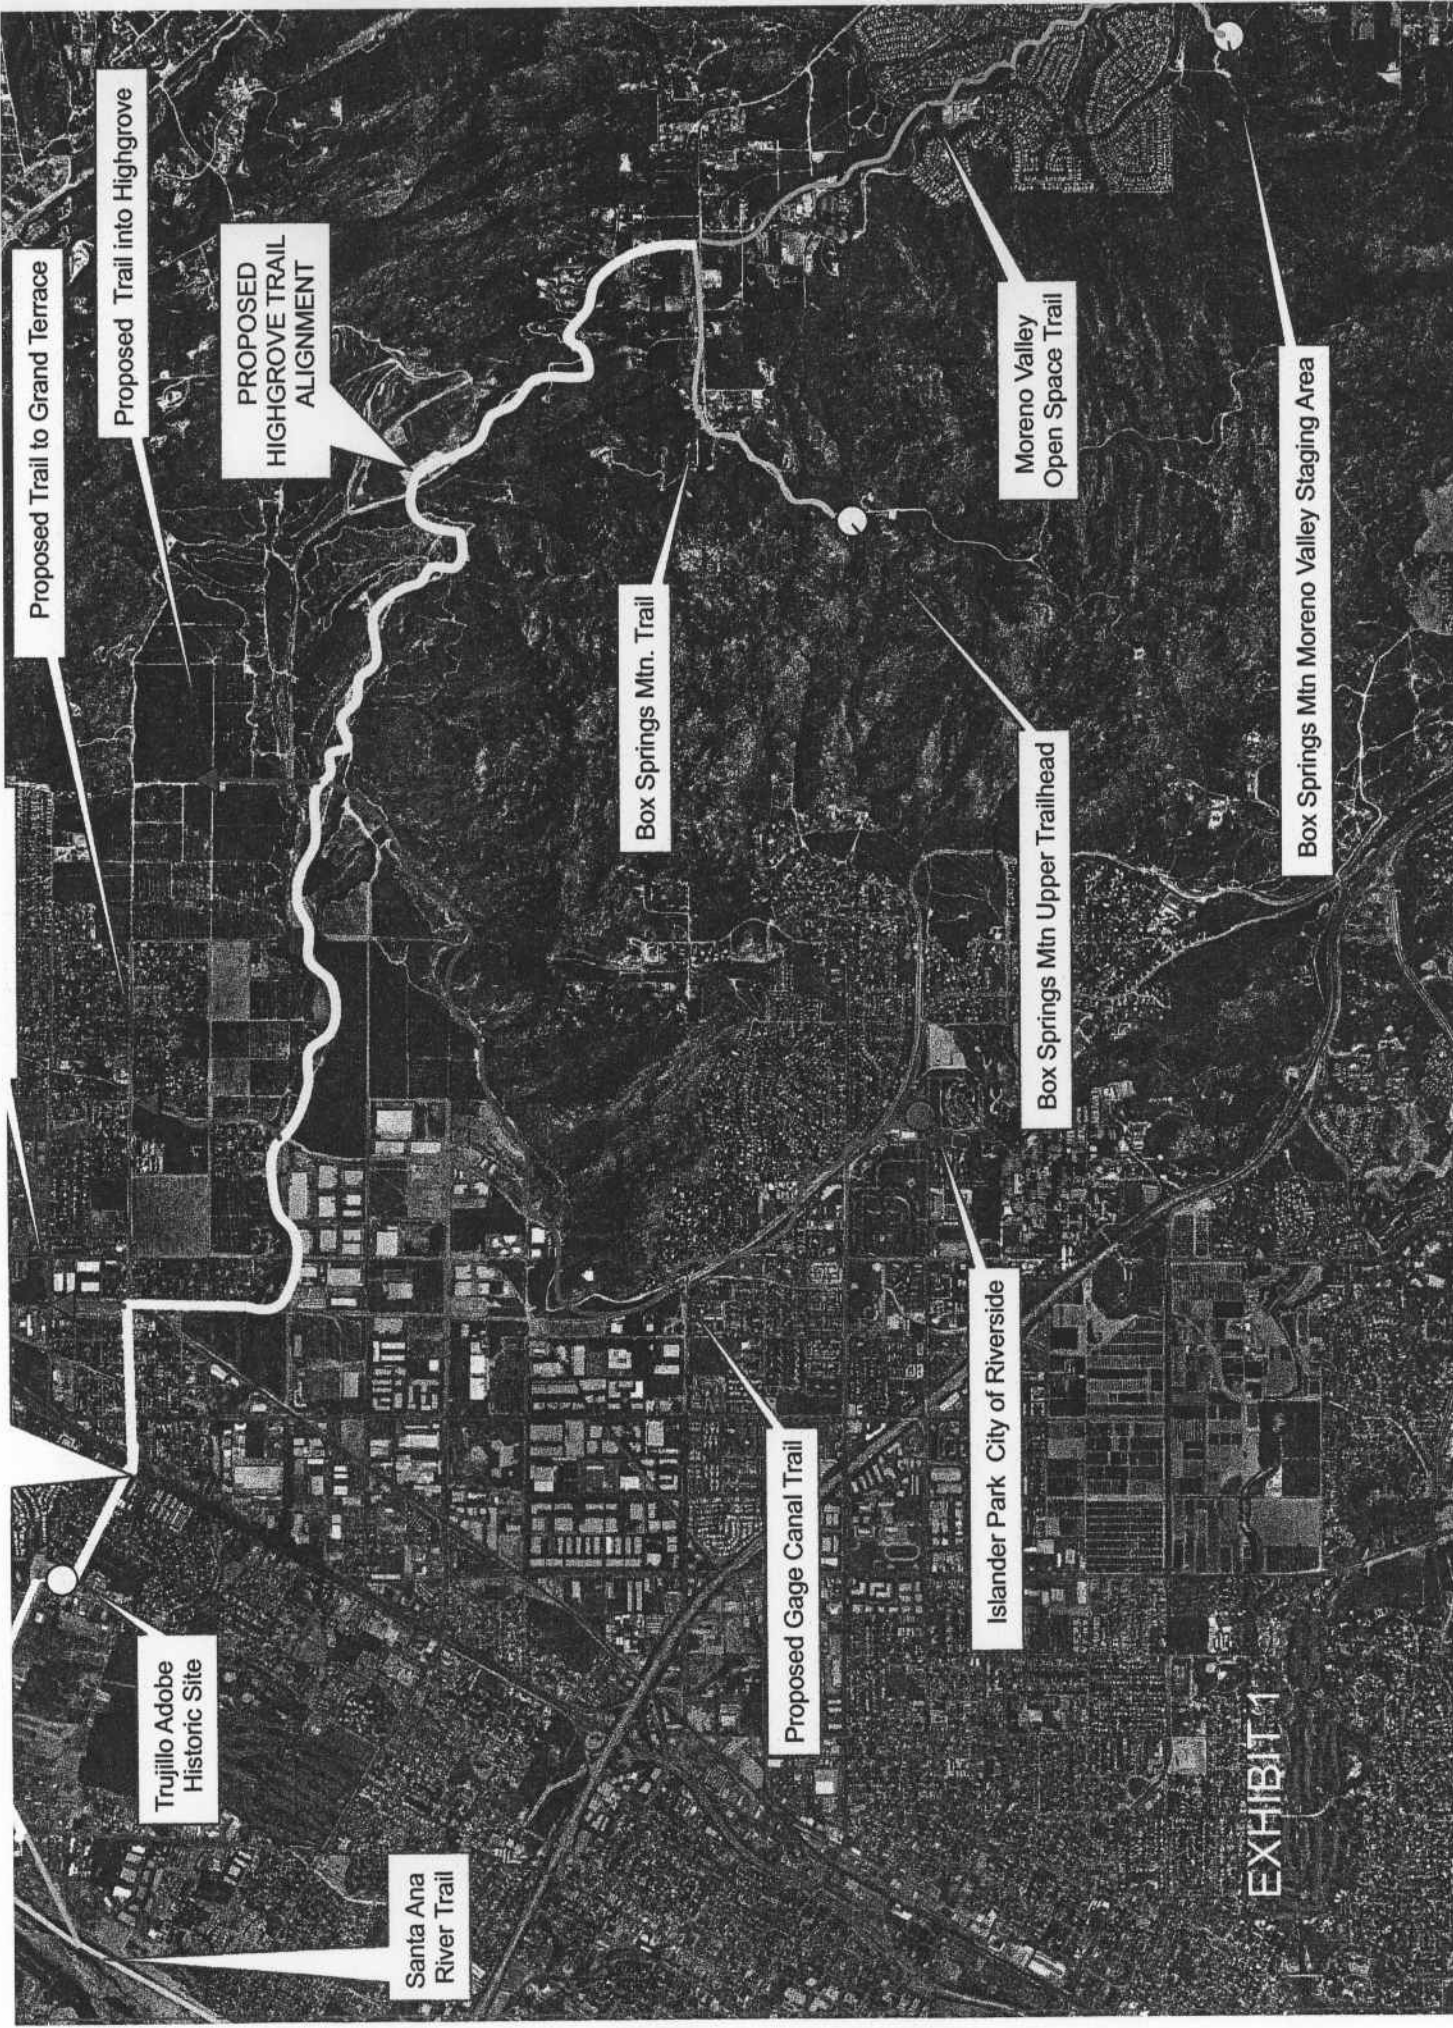 Proposed Trail to Grand Terrace
Proposed Trail into Highgrove
PROPOSED
HIGHGROVE TRAIL
ALIGNMENT
Trujillo Adobe
Historic Site
Santa Ana
River Trail
Box Springs Mtn. Trail
Proposed Gage Canal Trail
Moreno Valley
Open Space Trail
Islander Park City of Riverside
Box Springs Mtn Upper Trailhead
Box Springs Mtn Moreno Valley Staging Area
EXHIBIT 1